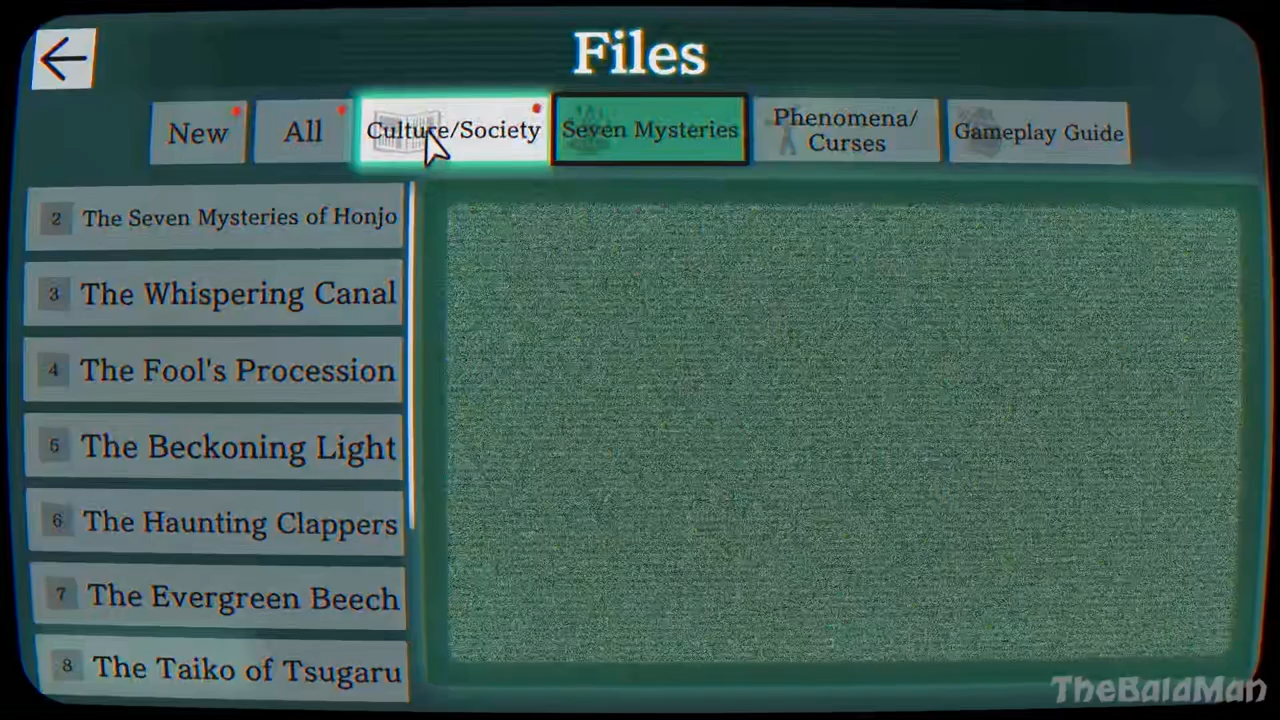 Files
New
All
Culture/Society
Seven Mysteries
Phenomena/
Curses
Gameplay Guide
2 The Seven Mysteries of Honjo
3 The Whispering Canal
4 The Fool's Procession
5 The Beckoning Light
6 The Haunting Clappers
7 The Evergreen Beech
8 The Taiko of Tsugaru
TheBaldMan